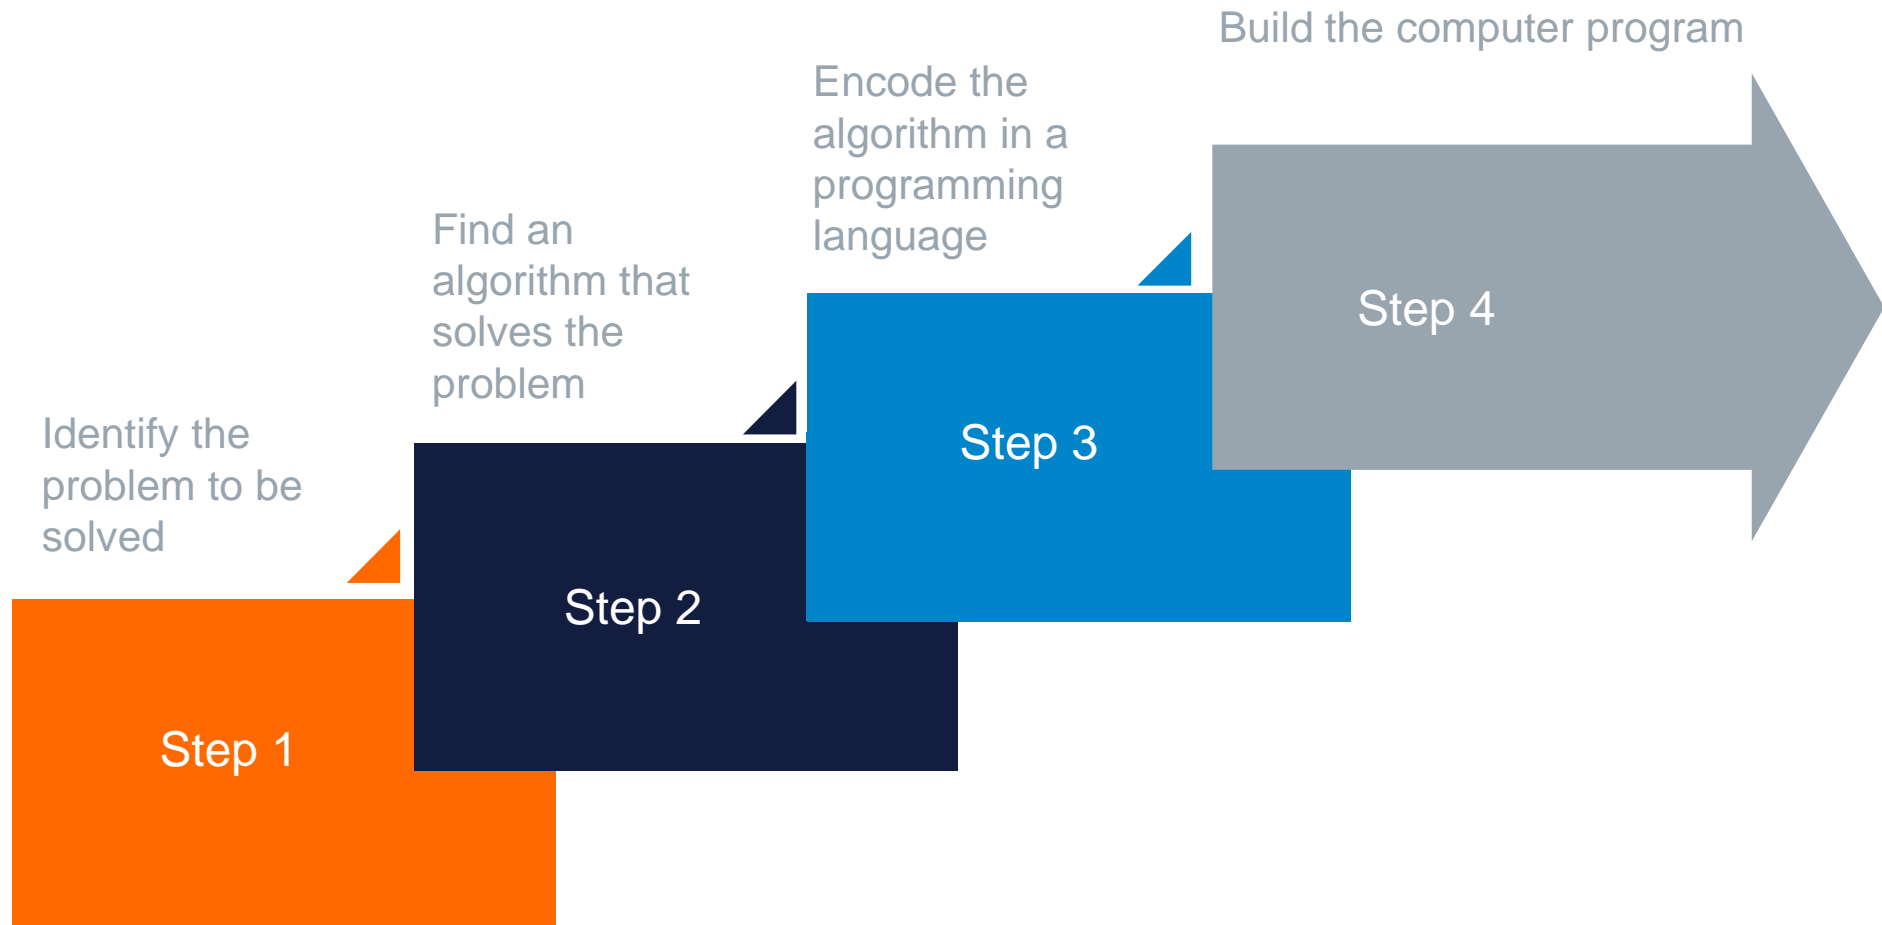 Identify the
problem to be
solved
Step 1
Find an
algorithm that
solves the
problem
Step 2
Encode the
algorithm in a
programming
language
Step 3
Build the computer program
Step 4